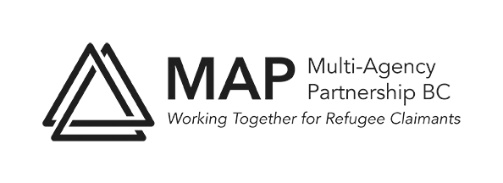 MAP Multi-Agency
Partnership BC
Working Together for Refugee Claimants